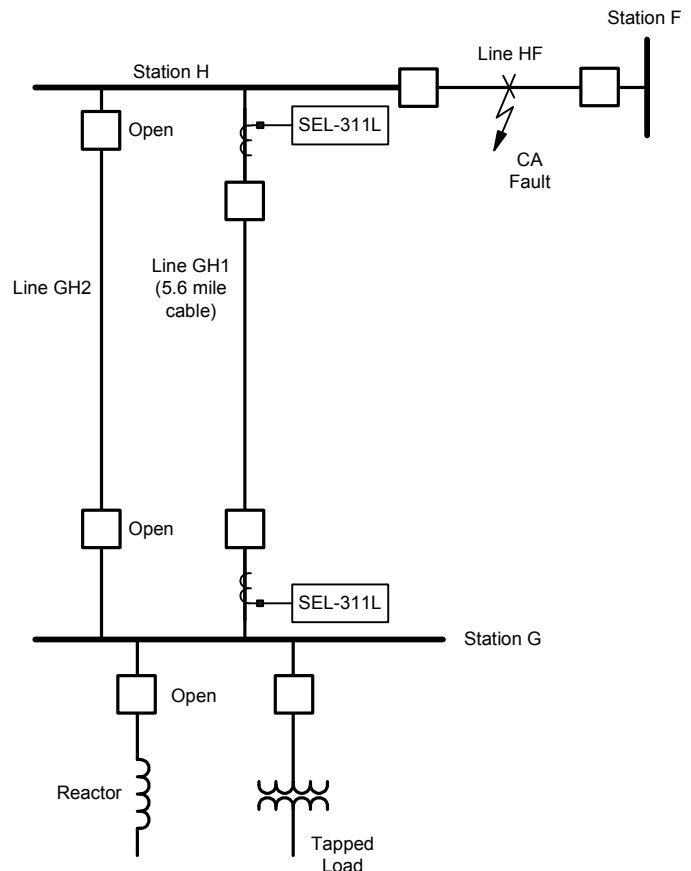 Station F
Line HF
Station H
Open
SEL-311L
CA
Fault
Line GH2
Line GH1
(5.6 mile
cable)
Open
SEL-311L
Station G
Open
Reactor
Tapped
Load